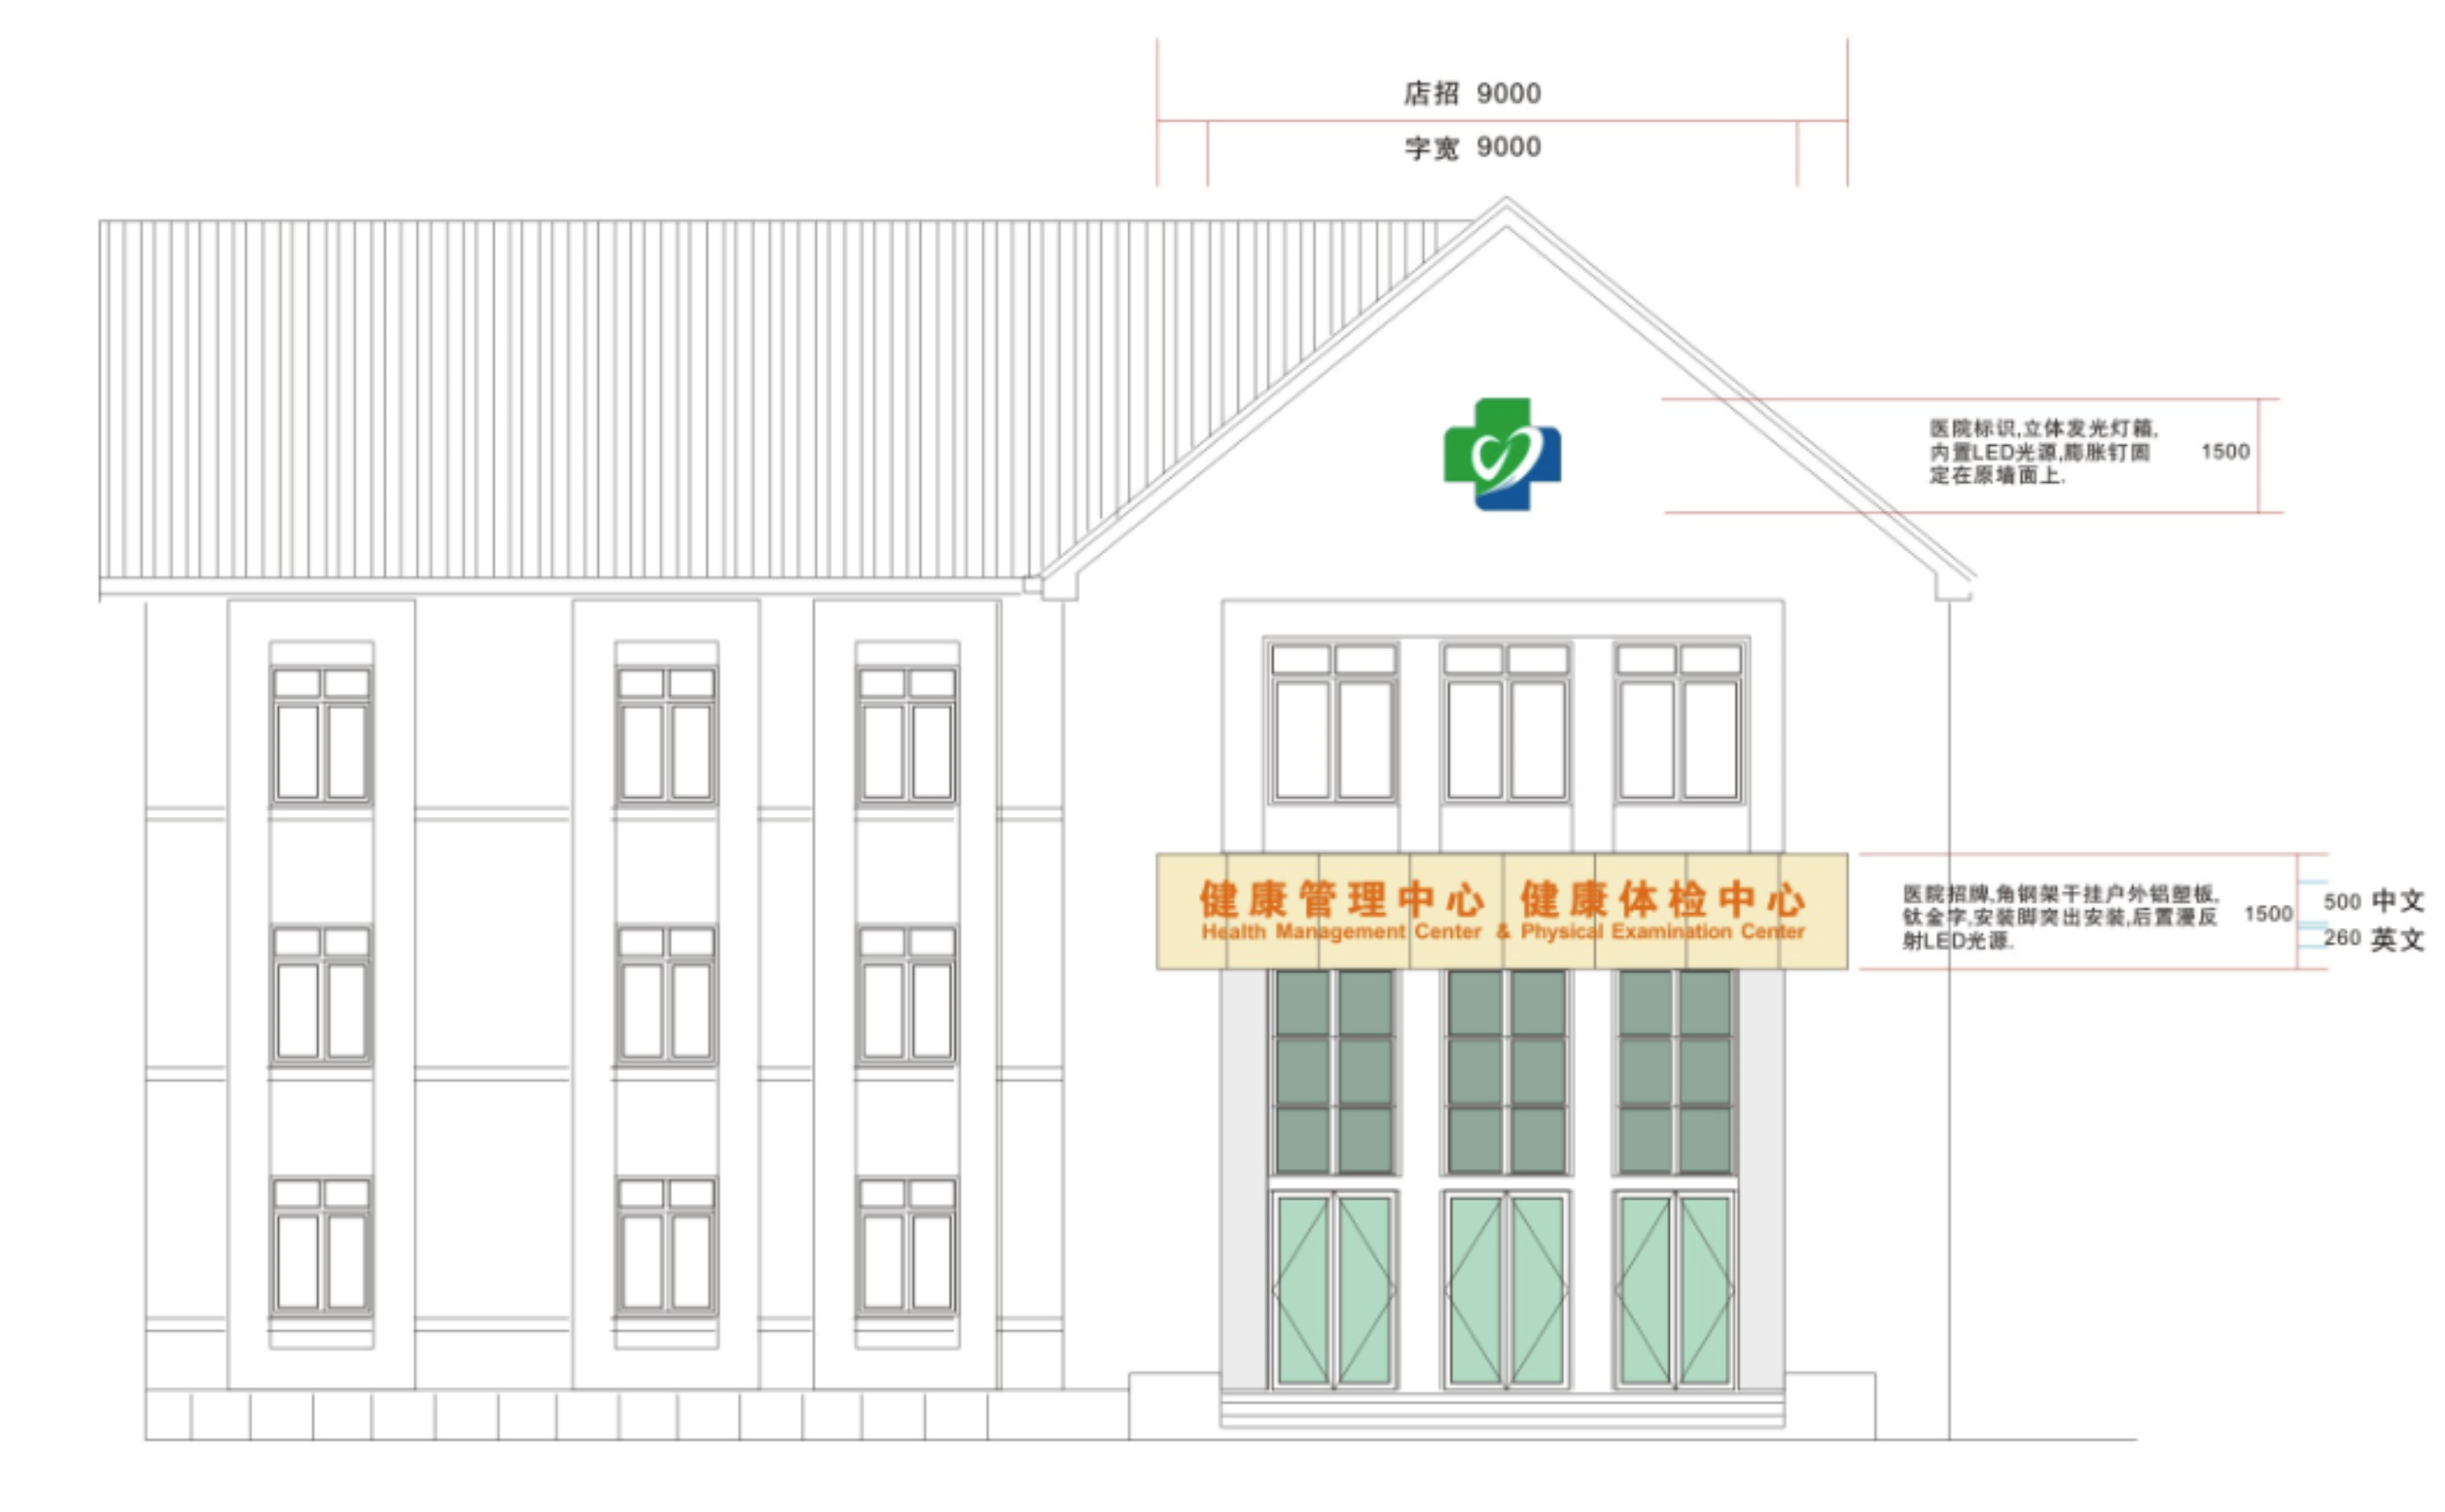 店招 9000
字宽 9000
医院标识,立体发光灯箱,
内置LED光源,膨胀钉固
定在原墙面上.
1500
健康管理中心 健康体检中心
Health Management Center & Physical Examination Center
医院招牌,角钢架干挂户外铝塑板,
钛金字,安装脚突出安装,后置漫反
射LED光源.
1500
500 中文
260 英文